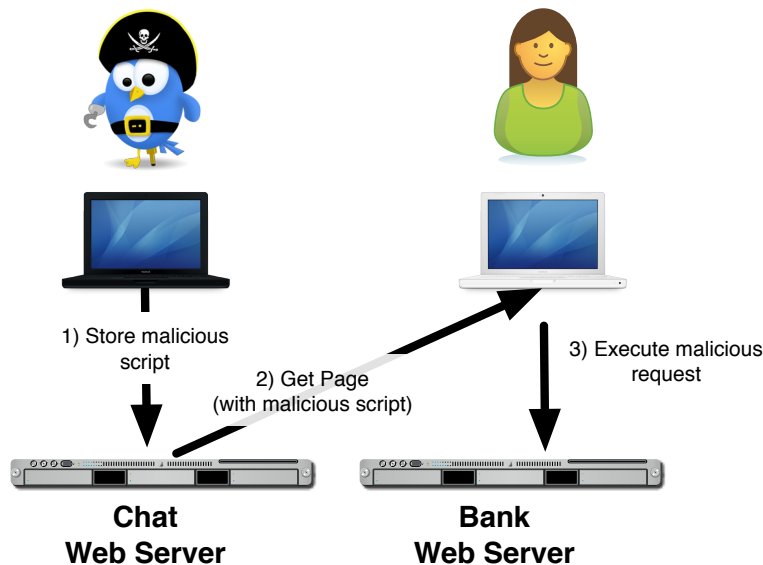 1) Store malicious
script
2) Get Page
(with malicious script)
3) Execute malicious
request
Chat
Web Server
Bank
Web Server